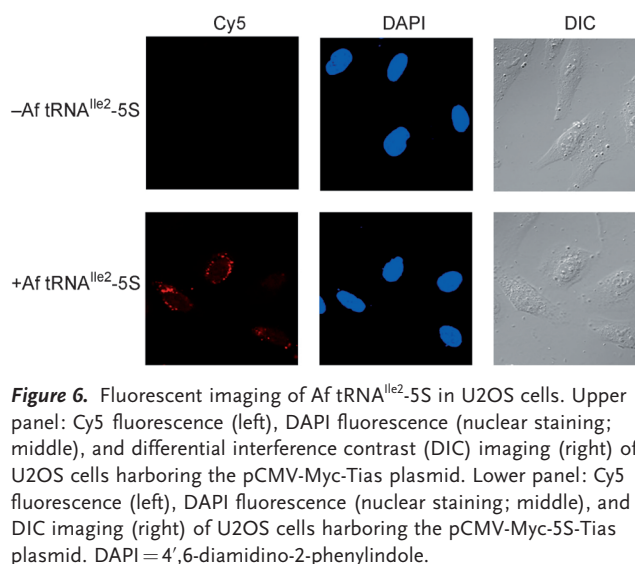 Cy5 DAPI DIC
–Af tRNAᴵˡᵉ²-5S
+Af tRNAᴵˡᵉ²-5S
Figure 6. Fluorescent imaging of Af tRNAᴵˡᵉ²-5S in U2OS cells. Upper
panel: Cy5 fluorescence (left), DAPI fluorescence (nuclear staining;
middle), and differential interference contrast (DIC) imaging (right) of
U2OS cells harboring the pCMV-Myc-Tias plasmid. Lower panel: Cy5
fluorescence (left), DAPI fluorescence (nuclear staining; middle), and
DIC imaging (right) of U2OS cells harboring the pCMV-Myc-5S-Tias
plasmid. DAPI = 4′,6-diamidino-2-phenylindole.